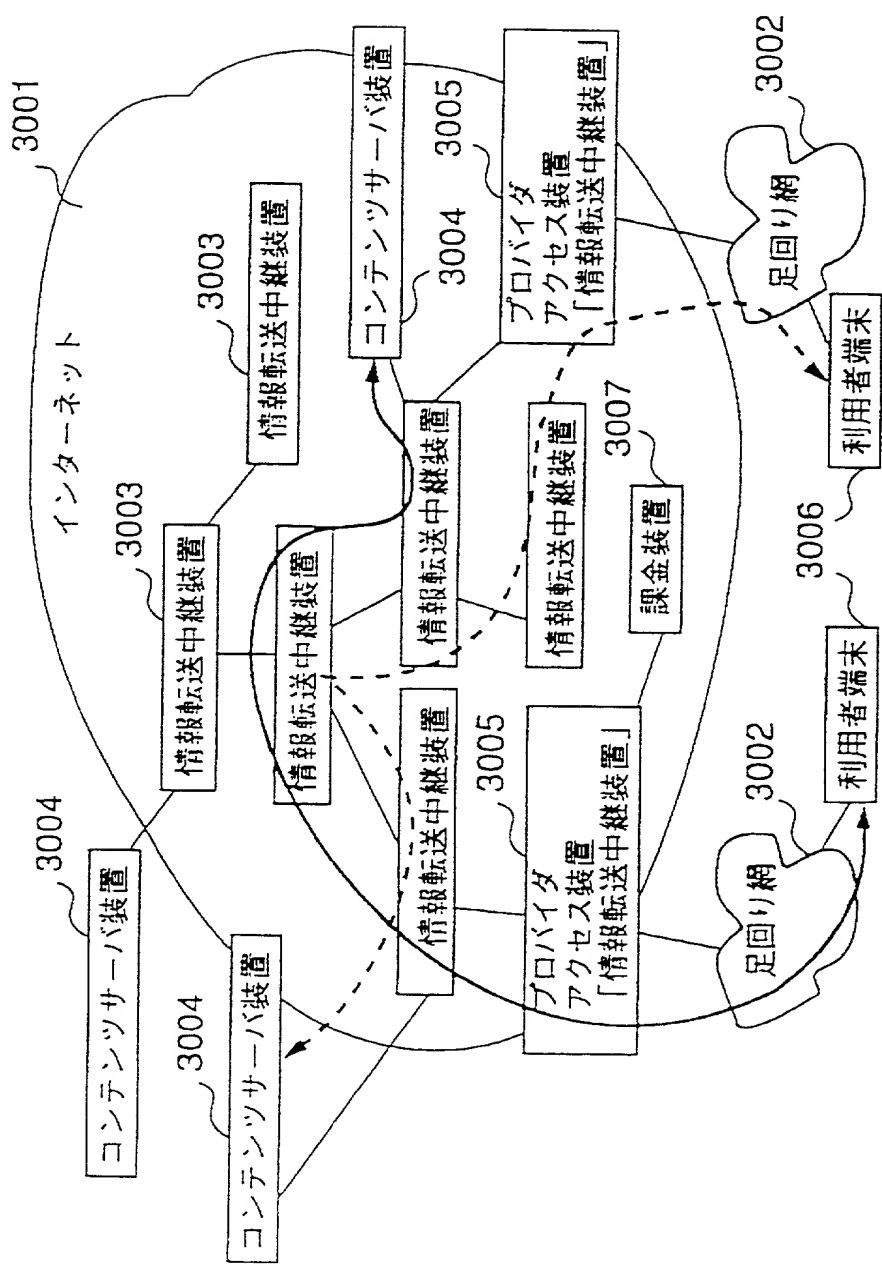 3001
インターネット
3004
コンテンツサーバ装置
3003
情報転送中継装置
3003
情報転送中継装置
3004
コンテンツサーバ装置
情報転送中継装置
コンテンツサーバ装置
3004
情報転送中継装置
情報転送中継装置
3005
プロバイダ
アクセス装置
「情報転送中継装置」
3005
プロバイダ
アクセス装置
「情報転送中継装置」
情報転送中継装置
3007
課金装置
3002
足回り網
3002
足回り網
3006
利用者端末
利用者端末